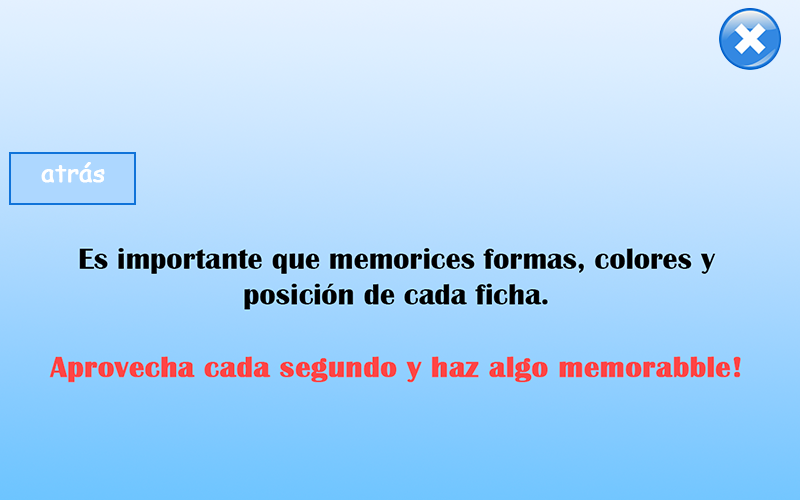 atrás
Es importante que memorices formas, colores y
posición de cada ficha.
Aprovecha cada segundo y haz algo memorabble!